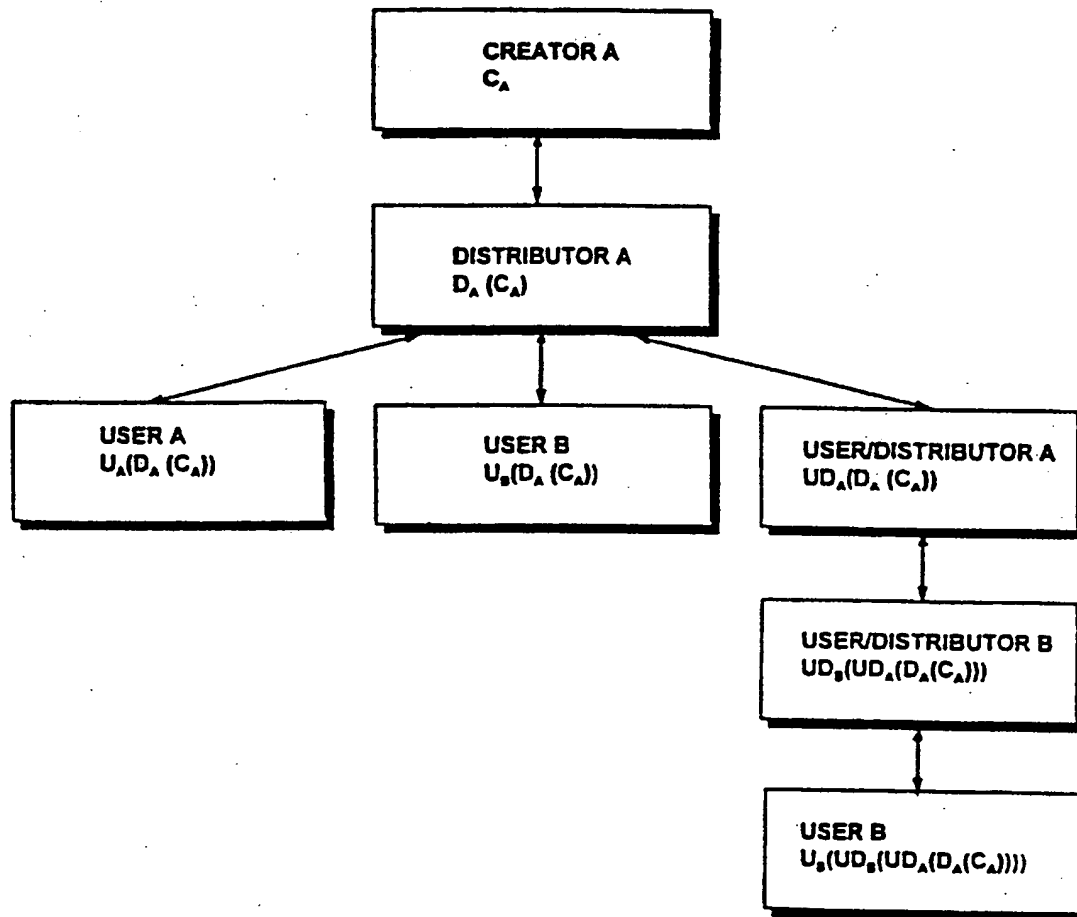 CREATOR A
C_A
DISTRIBUTOR A
D_A (C_A)
USER A
U_A(D_A (C_A))
USER B
U_B(D_A (C_A))
USER/DISTRIBUTOR A
UD_A(D_A (C_A))
USER/DISTRIBUTOR B
UD_B(UD_A(D_A(C_A)))
USER B
U_B(UD_B(UD_A(D_A(C_A))))